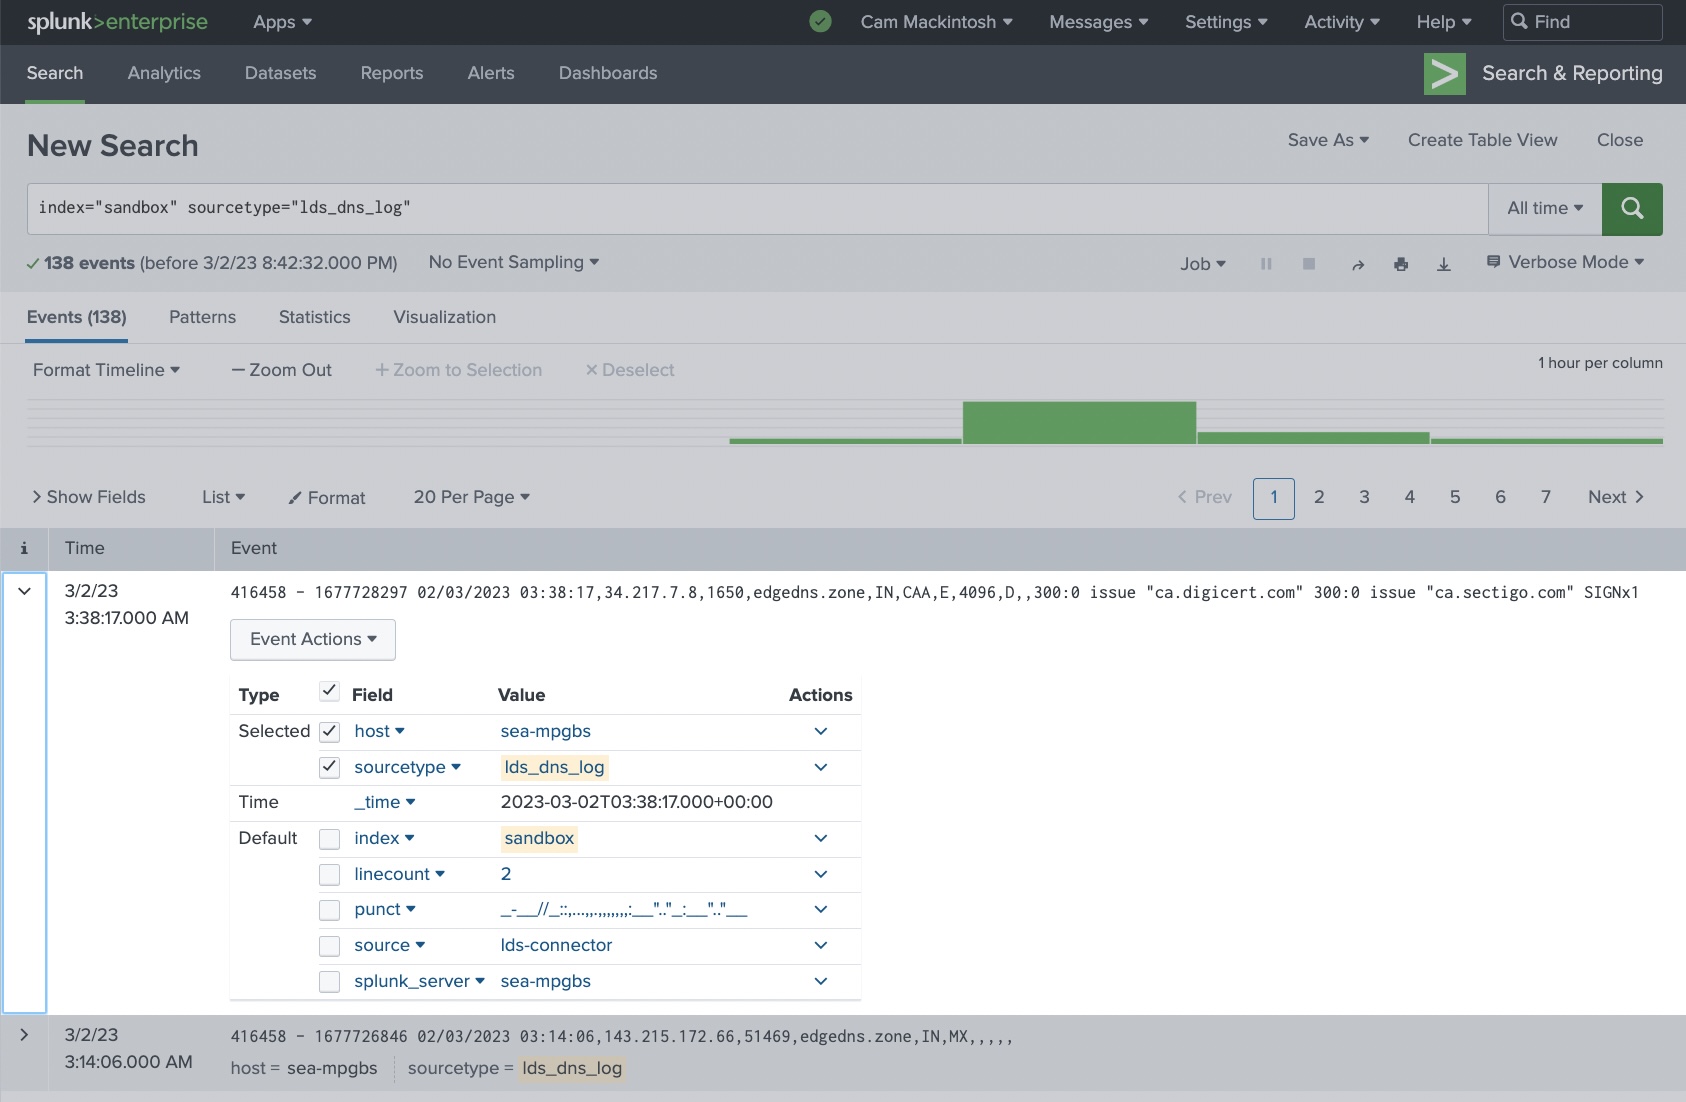 splunk>enterprise Apps Cam Mackintosh Messages Settings Activity Help Find
Search Analytics Datasets Reports Alerts Dashboards Search & Reporting
New Search Save As Create Table View Close
index="sandbox" sourcetype="lds_dns_log" All time
138 events (before 3/2/23 8:42:32.000 PM) No Event Sampling Job Verbose Mode
Events (138) Patterns Statistics Visualization
Format Timeline — Zoom Out + Zoom to Selection × Deselect 1 hour per column
> Show Fields List Format 20 Per Page < Prev 1 2 3 4 5 6 7 Next >
i Time Event
3/2/23 416458 - 1677728297 02/03/2023 03:38:17,34.217.7.8,1650,edgedns.zone,IN,CAA,E,4096,D,,300:0 issue "ca.digicert.com" 300:0 issue "ca.sectigo.com" SIGNx1
3:38:17.000 AM
Event Actions
Type Field Value Actions
Selected host sea-mpgbs
sourcetype lds_dns_log
Time _time 2023-03-02T03:38:17.000+00:00
Default index sandbox
linecount 2
punct _-__//_::,...,,.,,,,,,,:__".."_:__".."__
source lds-connector
splunk_server sea-mpgbs
3/2/23 416458 - 1677726846 02/03/2023 03:14:06,143.215.172.66,51469,edgedns.zone,IN,MX,,,,,
3:14:06.000 AM host = sea-mpgbs sourcetype = lds_dns_log